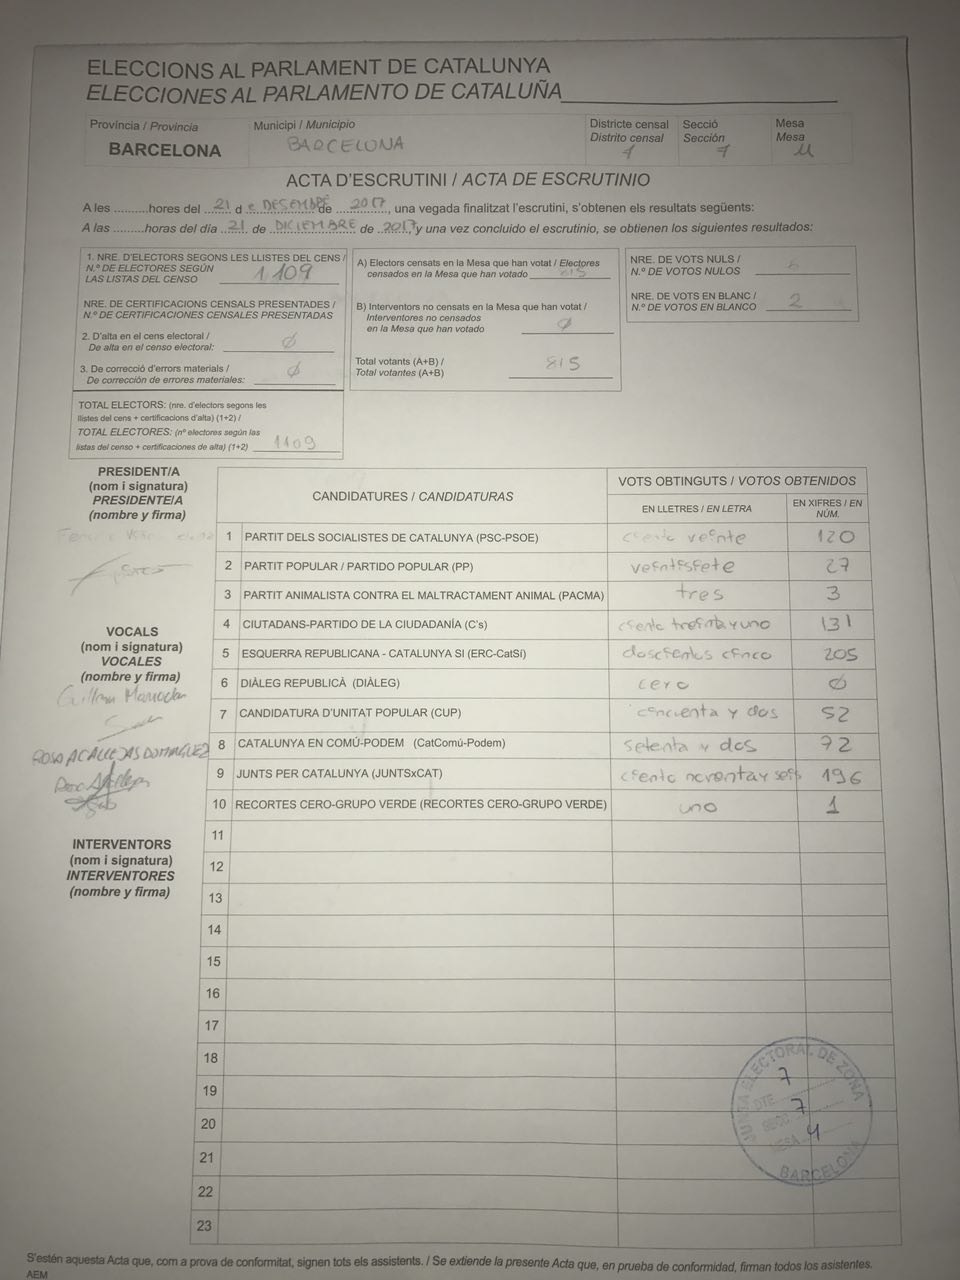 ELECCIONS AL PARLAMENT DE CATALUNYA
ELECCIONES AL PARLAMENTO DE CATALUÑA
Província / Provincia
BARCELONA
Municipi / Municipio
BARCELONA
Districte censal
Distrito censal
7
Secció
Sección
7
Mesa
Mesa
U
ACTA D'ESCRUTINI / ACTA DE ESCRUTINIO
A les ..........hores del 21 d e DESEMBRE de 2017, una vegada finalitzat l'escrutini, s'obtenen els resultats següents:
A las .........horas del día 21 de DICIEMBRE de 2017, y una vez concluido el escrutinio, se obtienen los siguientes resultados:
1. NRE. D'ELECTORS SEGONS LES LLISTES DEL CENS /
N.º DE ELECTORES SEGÚN
LAS LISTAS DEL CENSO 1109
NRE. DE CERTIFICACIONS CENSALS PRESENTADES /
N.º DE CERTIFICACIONES CENSALES PRESENTADAS
2. D'alta en el cens electoral /
De alta en el censo electoral: Ø
3. De correcció d'errors materials /
De corrección de errores materiales: Ø
TOTAL ELECTORS: (nre. d'electors segons les
llistes del cens + certificacions d'alta) (1+2) /
TOTAL ELECTORES: (nº electores según las
listas del censo + certificaciones de alta) (1+2) 1109
A) Electors censats en la Mesa que han votat / Electores
censados en la Mesa que han votado 815
B) Interventors no censats en la Mesa que han votat /
Interventores no censados
en la Mesa que han votado Ø
Total votants (A+B) /
Total votantes (A+B) 815
NRE. DE VOTS NULS /
N.º DE VOTOS NULOS
NRE. DE VOTS EN BLANC /
N.º DE VOTOS EN BLANCO 2
PRESIDENT/A
(nom i signatura)
PRESIDENTE/A
(nombre y firma)
VOCALS
(nom i signatura)
VOCALES
(nombre y firma)
ROSA ACALLEJAS DOMINGUEZ
INTERVENTORS
(nom i signatura)
INTERVENTORES
(nombre y firma)
CANDIDATURES / CANDIDATURAS
VOTS OBTINGUTS / VOTOS OBTENIDOS
EN LLETRES / EN LETRA
EN XIFRES / EN NÚM.
1 PARTIT DELS SOCIALISTES DE CATALUNYA (PSC-PSOE) ciento veinte 120
2 PARTIT POPULAR / PARTIDO POPULAR (PP) veintisiete 27
3 PARTIT ANIMALISTA CONTRA EL MALTRACTAMENT ANIMAL (PACMA) tres 3
4 CIUTADANS-PARTIDO DE LA CIUDADANÍA (C's) ciento treinta y uno 131
5 ESQUERRA REPUBLICANA - CATALUNYA SI (ERC-CatSí) doscientos cinco 205
6 DIÀLEG REPUBLICÀ (DIÀLEG) cero Ø
7 CANDIDATURA D'UNITAT POPULAR (CUP) cincuenta y dos 52
8 CATALUNYA EN COMÚ-PODEM (CatComú-Podem) setenta y dos 72
9 JUNTS PER CATALUNYA (JUNTSxCAT) ciento noventa y seis 196
10 RECORTES CERO-GRUPO VERDE (RECORTES CERO-GRUPO VERDE) uno 1
11
12
13
14
15
16
17
18
19
20
21
22
23
JUNTA ELECTORAL DE ZONA
DTE. 7
SECC. 7
MESA U
BARCELONA
S'estén aquesta Acta que, com a prova de conformitat, signen tots els assistents. / Se extiende la presente Acta que, en prueba de conformidad, firman todos los asistentes.
AEM